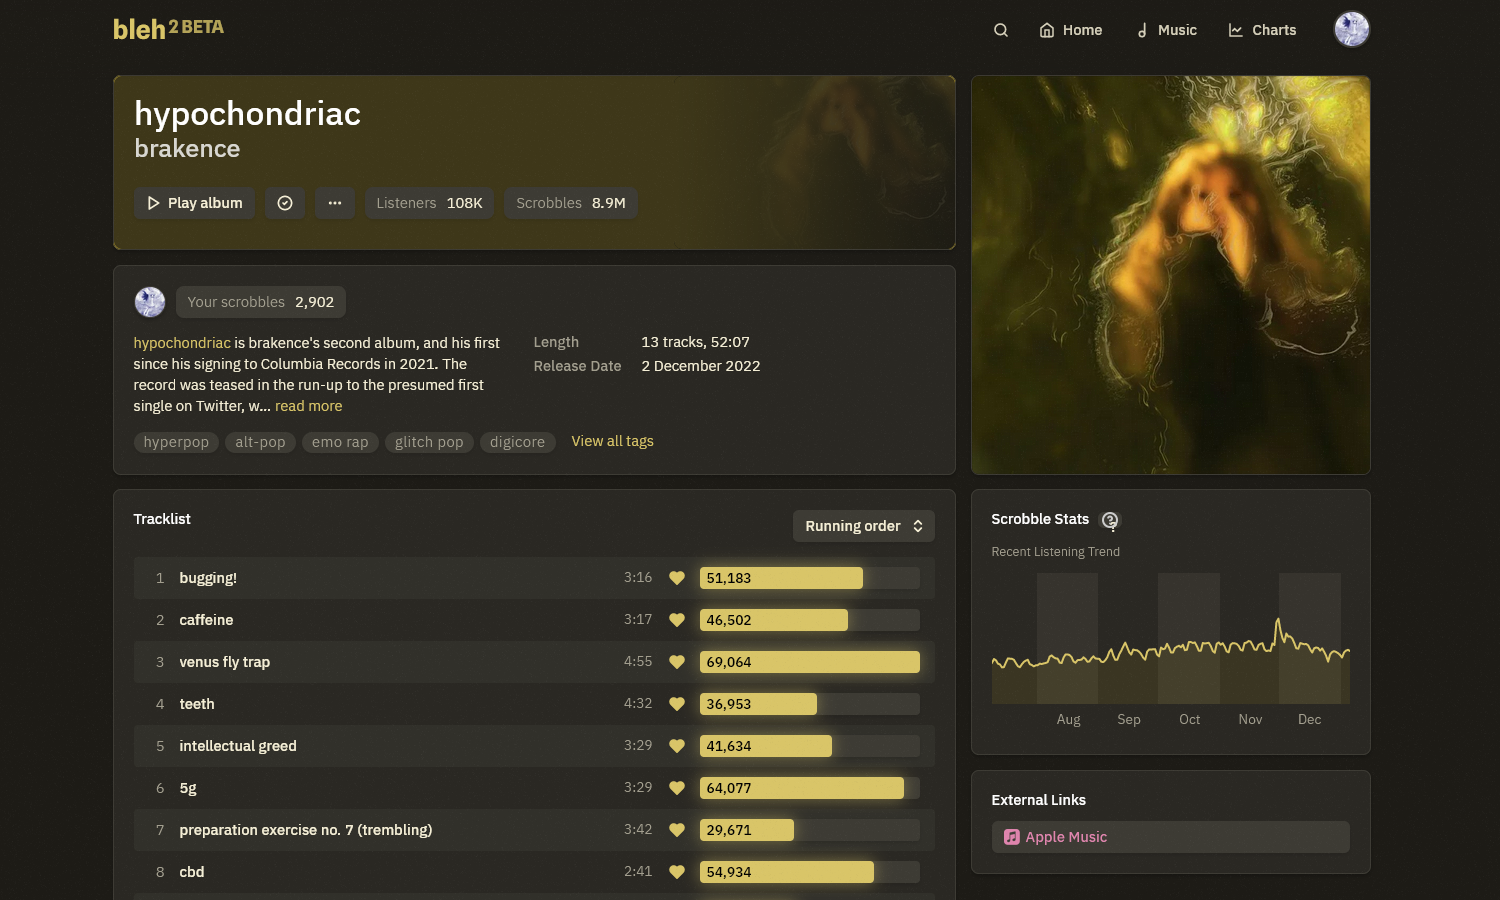 bleh 2 BETA
Home
Music
Charts
hypochondriac
brakence
Play album
Listeners 108K
Scrobbles 8.9M
Your scrobbles 2,902
hypochondriac is brakence's second album, and his first
since his signing to Columbia Records in 2021. The
record was teased in the run-up to the presumed first
single on Twitter, w... read more
Length 13 tracks, 52:07
Release Date 2 December 2022
hyperpop alt-pop emo rap glitch pop digicore View all tags
Tracklist
Running order
1 bugging! 3:16 51,183
2 caffeine 3:17 46,502
3 venus fly trap 4:55 69,064
4 teeth 4:32 36,953
5 intellectual greed 3:29 41,634
6 5g 3:29 64,077
7 preparation exercise no. 7 (trembling) 3:42 29,671
8 cbd 2:41 54,934
Scrobble Stats
Recent Listening Trend
Aug Sep Oct Nov Dec
External Links
Apple Music